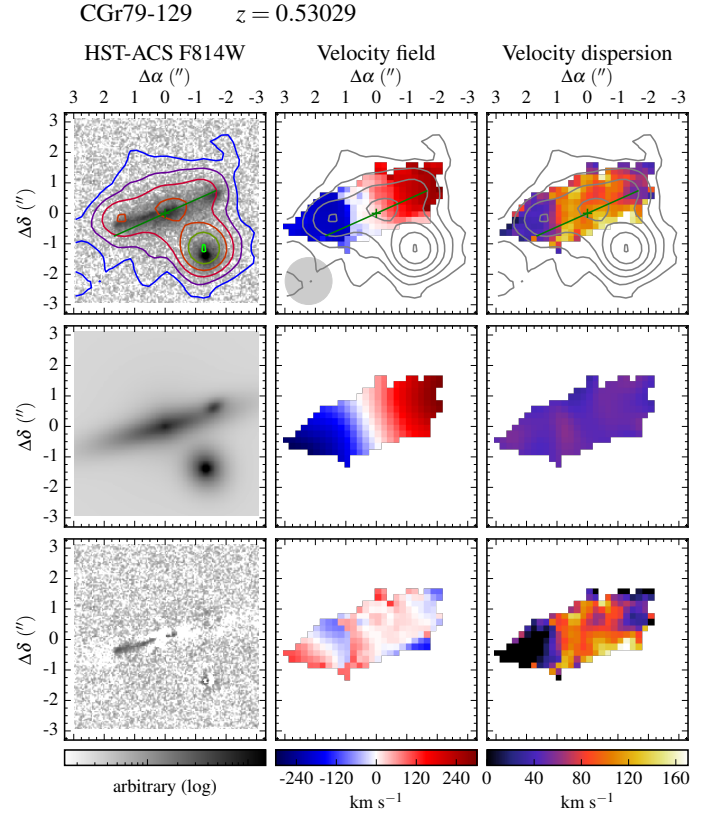 CGr79-129 z = 0.53029
HST-ACS F814W Velocity field Velocity dispersion
Δα (″) Δα (″) Δα (″)
3 2 1 0 -1 -2 -3 3 2 1 0 -1 -2 -3 3 2 1 0 -1 -2 -3
Δδ (″)
3
2
1
0
-1
-2
-3
Δδ (″)
3
2
1
0
-1
-2
-3
Δδ (″)
3
2
1
0
-1
-2
-3
arbitrary (log)
-240 -120 0 120 240
km s⁻¹
0 40 80 120 160
km s⁻¹